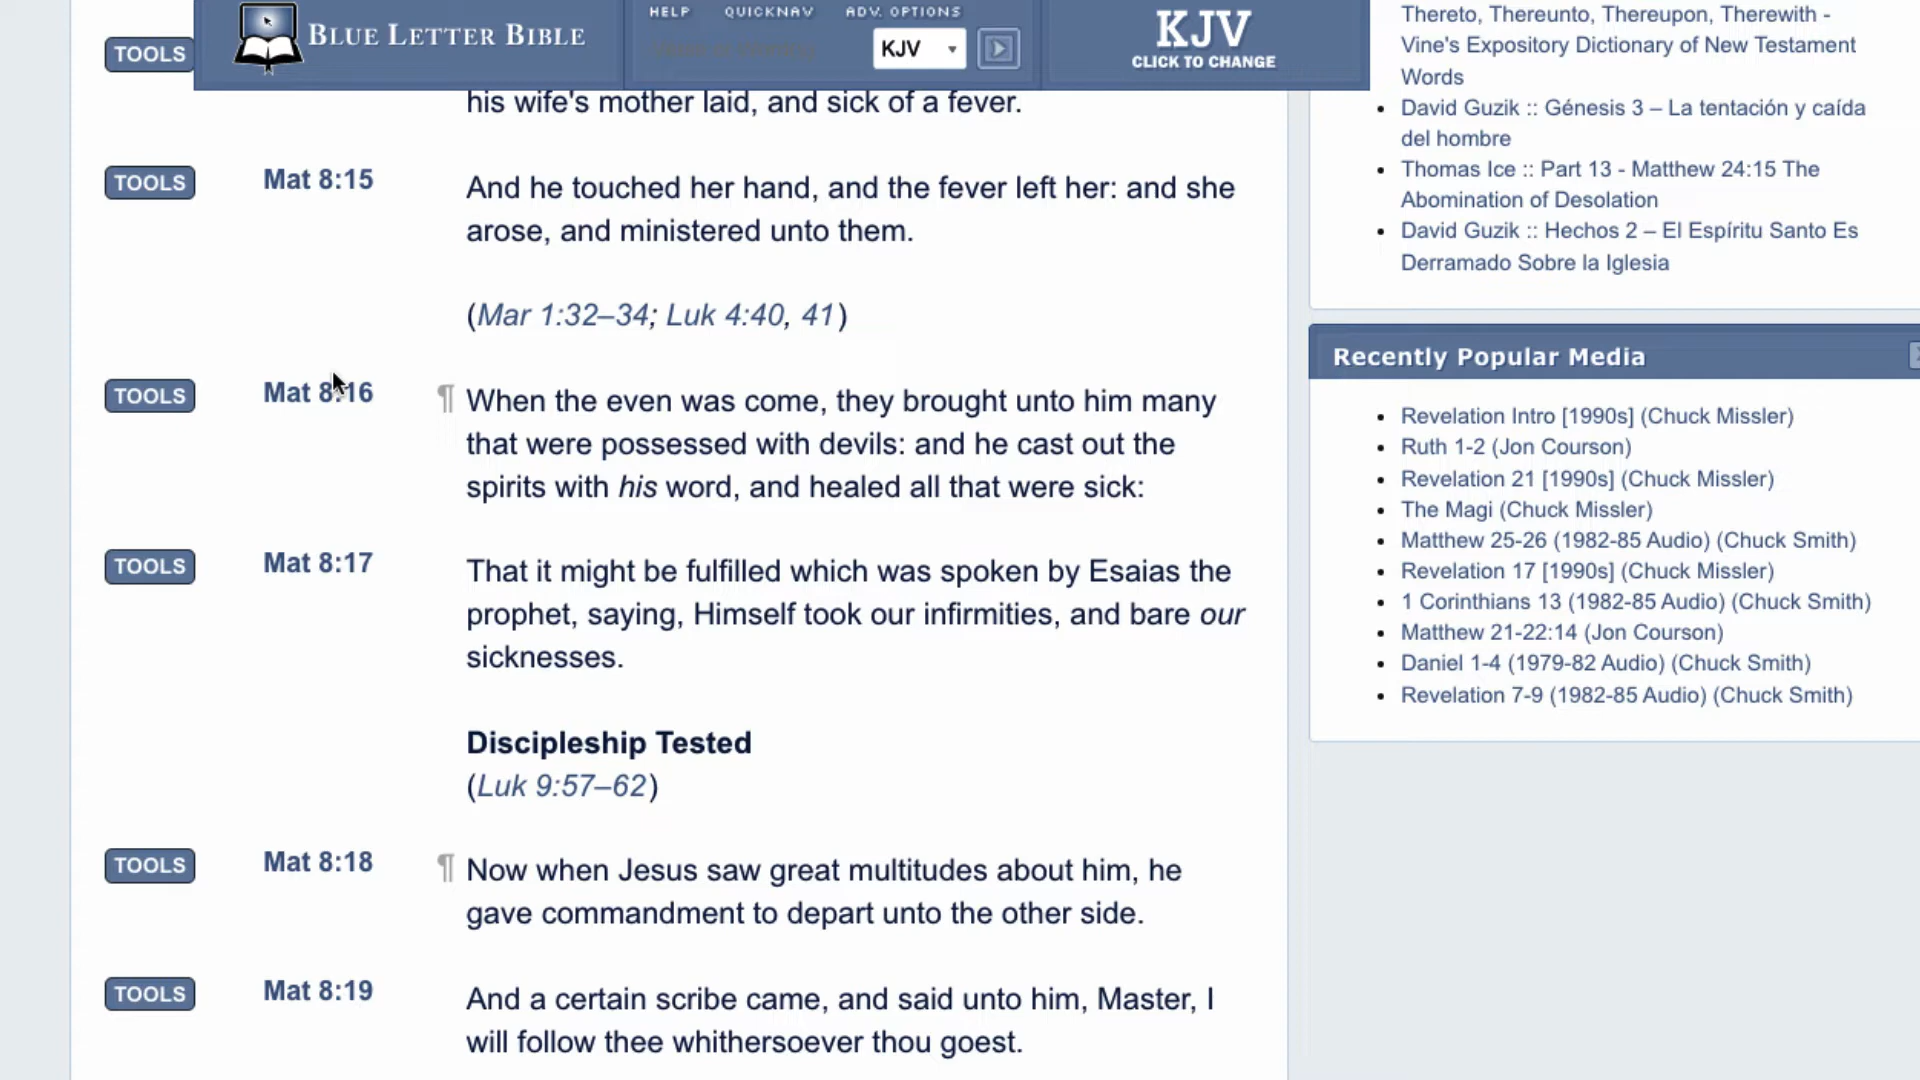 HELP QUICKNAV ADV. OPTIONS
BLUE LETTER BIBLE
KJV
KJV
CLICK TO CHANGE
TOOLS
his wife's mother laid, and sick of a fever.
TOOLS
Mat 8:15
And he touched her hand, and the fever left her: and she
arose, and ministered unto them.
(Mar 1:32–34; Luk 4:40, 41)
TOOLS
Mat 8:16
¶ When the even was come, they brought unto him many
that were possessed with devils: and he cast out the
spirits with his word, and healed all that were sick:
TOOLS
Mat 8:17
That it might be fulfilled which was spoken by Esaias the
prophet, saying, Himself took our infirmities, and bare our
sicknesses.
Discipleship Tested
(Luk 9:57–62)
TOOLS
Mat 8:18
¶ Now when Jesus saw great multitudes about him, he
gave commandment to depart unto the other side.
TOOLS
Mat 8:19
And a certain scribe came, and said unto him, Master, I
will follow thee whithersoever thou goest.
Thereto, Thereunto, Thereupon, Therewith -
Vine's Expository Dictionary of New Testament
Words
• David Guzik :: Génesis 3 – La tentación y caída
del hombre
• Thomas Ice :: Part 13 - Matthew 24:15 The
Abomination of Desolation
• David Guzik :: Hechos 2 – El Espíritu Santo Es
Derramado Sobre la Iglesia
Recently Popular Media
• Revelation Intro [1990s] (Chuck Missler)
• Ruth 1-2 (Jon Courson)
• Revelation 21 [1990s] (Chuck Missler)
• The Magi (Chuck Missler)
• Matthew 25-26 (1982-85 Audio) (Chuck Smith)
• Revelation 17 [1990s] (Chuck Missler)
• 1 Corinthians 13 (1982-85 Audio) (Chuck Smith)
• Matthew 21-22:14 (Jon Courson)
• Daniel 1-4 (1979-82 Audio) (Chuck Smith)
• Revelation 7-9 (1982-85 Audio) (Chuck Smith)